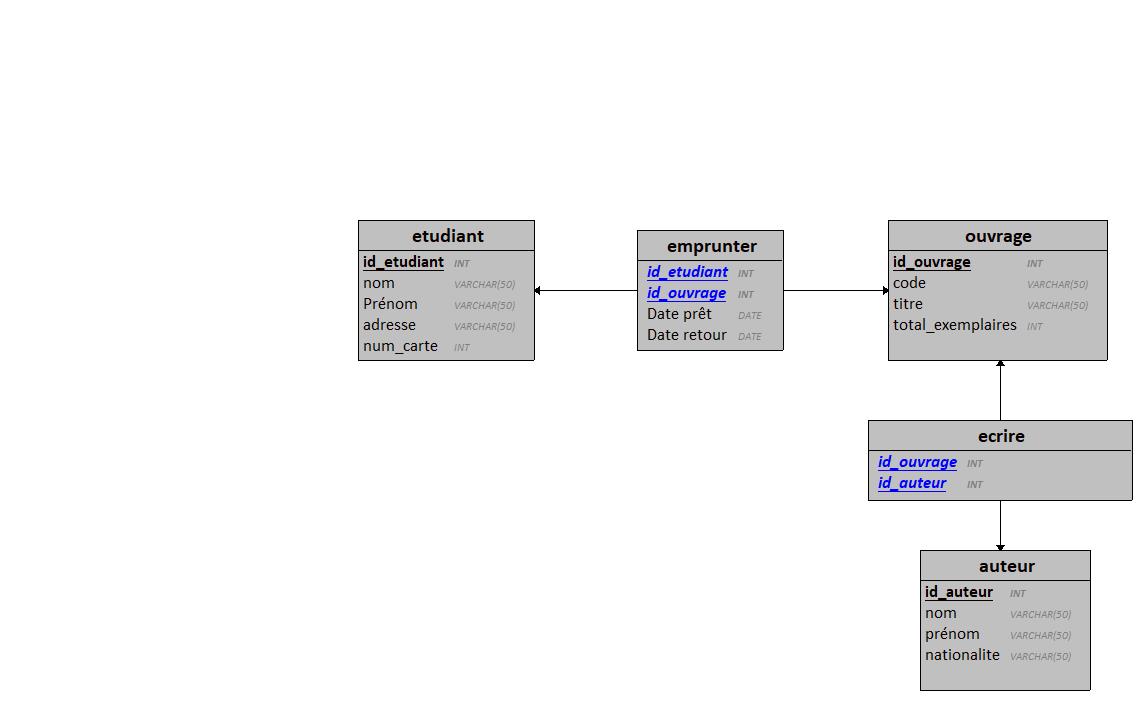 etudiant
id_etudiant INT
nom VARCHAR(50)
Prénom VARCHAR(50)
adresse VARCHAR(50)
num_carte INT
emprunter
id_etudiant INT
id_ouvrage INT
Date prêt DATE
Date retour DATE
ouvrage
id_ouvrage INT
code VARCHAR(50)
titre VARCHAR(50)
total_exemplaires INT
ecrire
id_ouvrage INT
id_auteur INT
auteur
id_auteur INT
nom VARCHAR(50)
prénom VARCHAR(50)
nationalite VARCHAR(50)